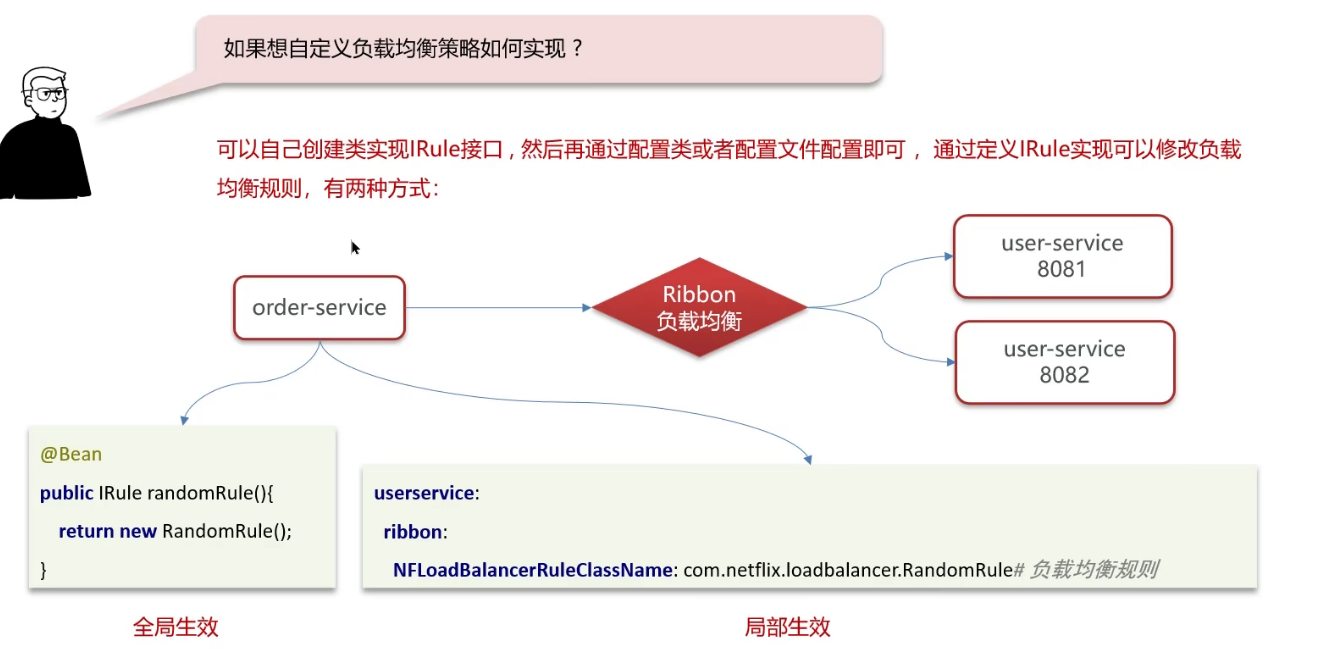 如果想自定义负载均衡策略如何实现？
可以自己创建类实现IRule接口 , 然后再通过配置类或者配置文件配置即可 ，通过定义IRule实现可以修改负载
均衡规则，有两种方式：
order-service
Ribbon
负载均衡
user-service
8081
user-service
8082
@Bean
public IRule randomRule(){
return new RandomRule();
}
全局生效
userservice:
ribbon:
NFLoadBalancerRuleClassName: com.netflix.loadbalancer.RandomRule# 负载均衡规则
局部生效